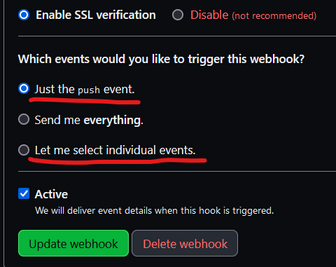 Enable SSL verification Disable (not recommended)
Which events would you like to trigger this webhook?
Just the push event.
Send me everything.
Let me select individual events.
Active
We will deliver event details when this hook is triggered.
Update webhook Delete webhook